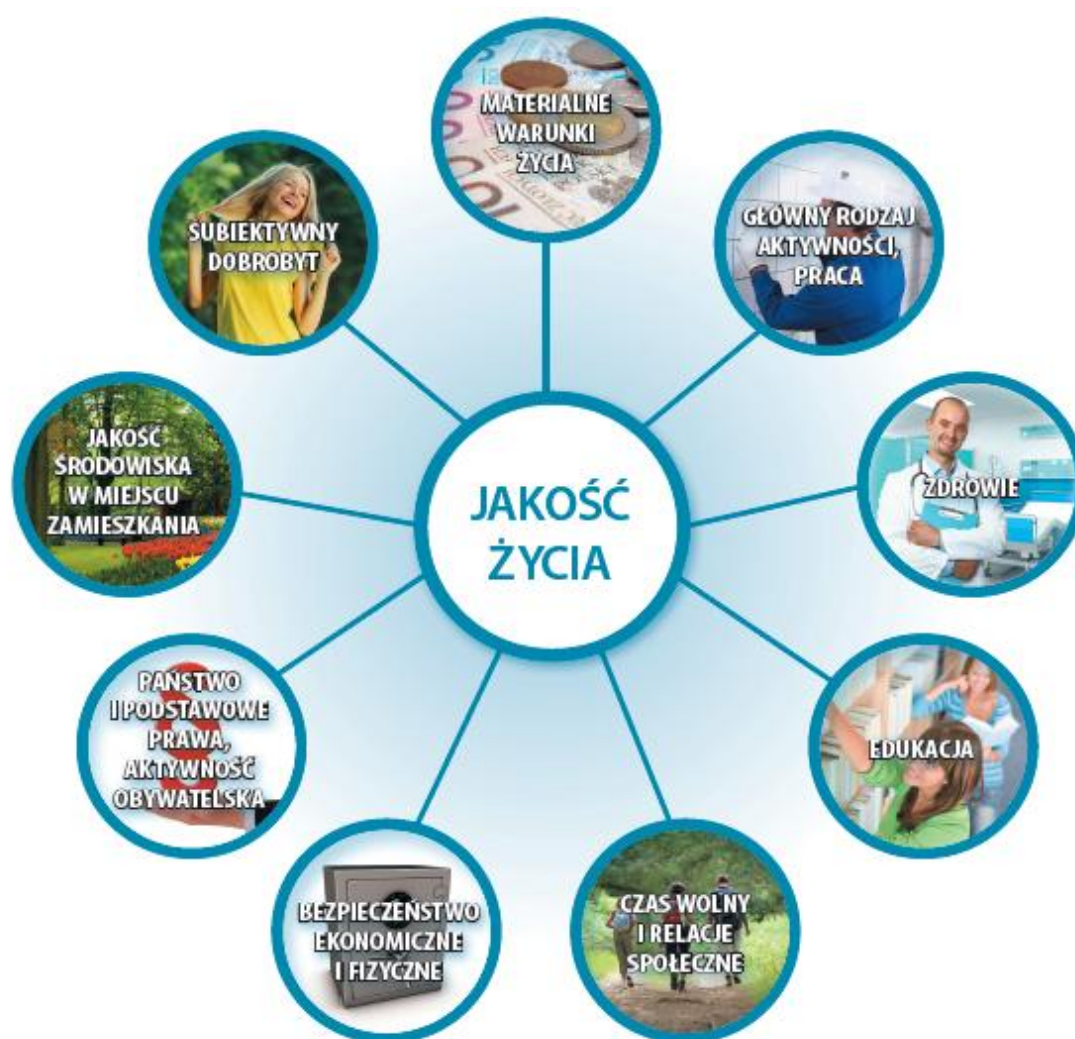 JAKOŚĆ
ŻYCIA
MATERIALNE
WARUNKI
ŻYCIA
GŁÓWNY RODZAJ
AKTYWNOŚCI,
PRACA
ZDROWIE
EDUKACJA
CZAS WOLNY
I RELACJE
SPOŁECZNE
BEZPIECZEŃSTWO
EKONOMICZNE
I FIZYCZNE
PAŃSTWO
I PODSTAWOWE
PRAWA,
AKTYWNOŚĆ
OBYWATELSKA
JAKOŚĆ
ŚRODOWISKA
W MIEJSCU
ZAMIESZKANIA
SUBIEKTYWNY
DOBROBYT